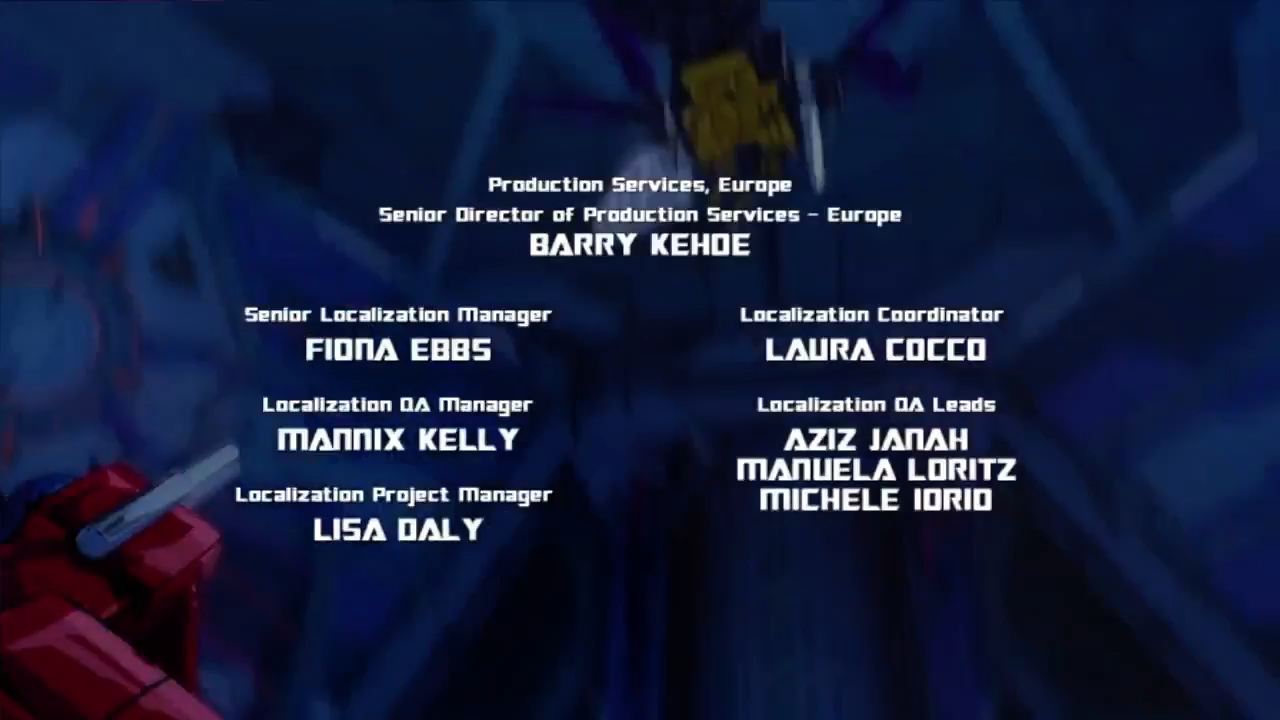 Production Services, Europe
Senior Director of Production Services - Europe
BARRY KEHOE
Senior Localization Manager
FIONA EBBS
Localization QA Manager
MANNIX KELLY
Localization Project Manager
LISA DALY
Localization Coordinator
LAURA COCCO
Localization QA Leads
AZIZ JANAH
MANUELA LORITZ
MICHELE IORIO